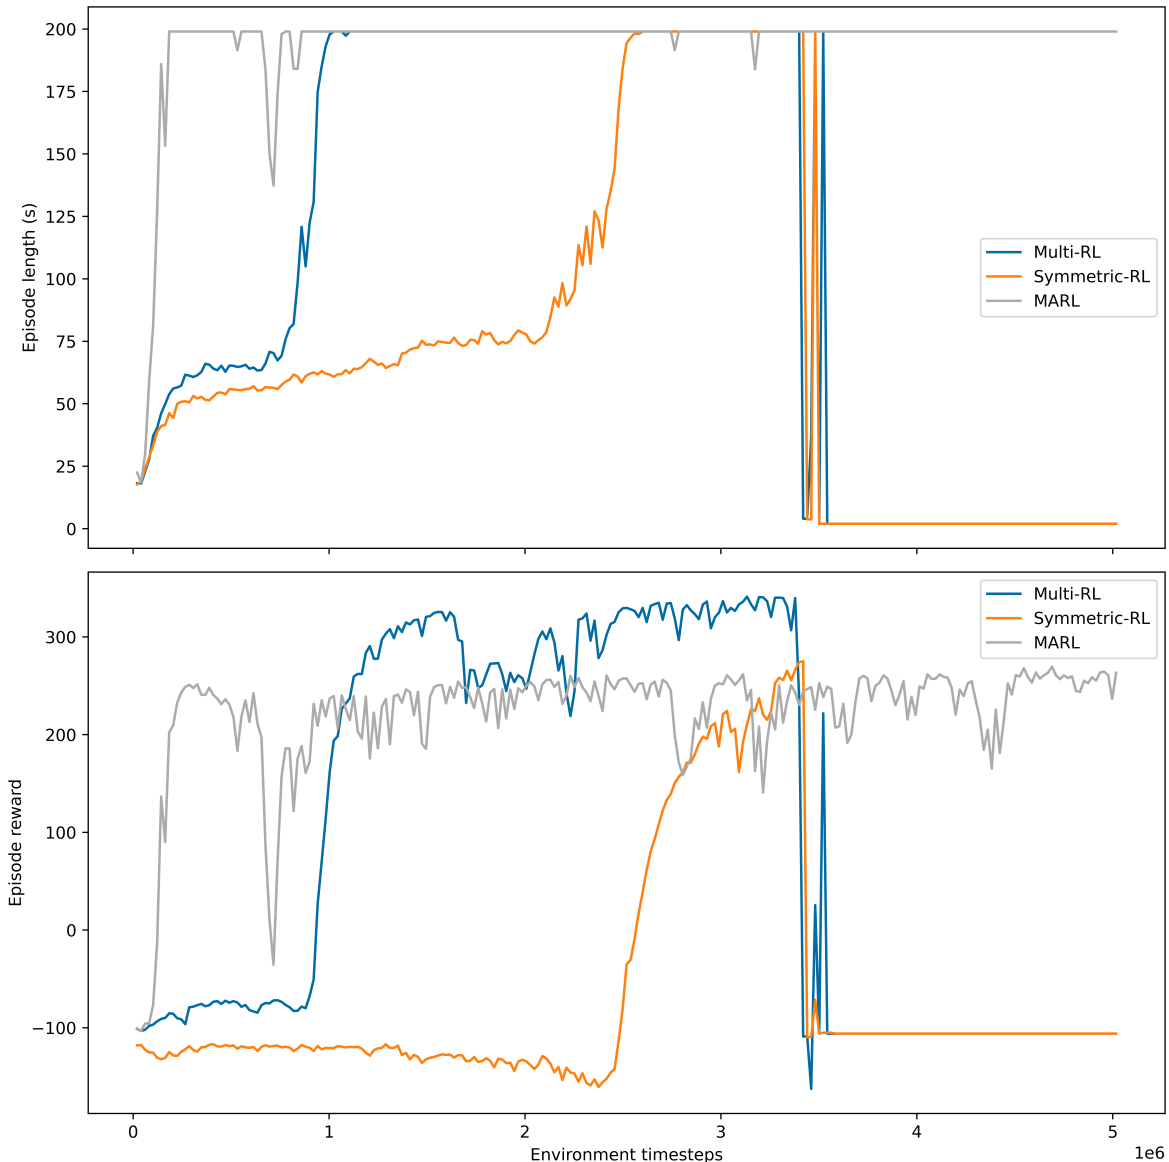 200
175
150
125
100
75
50
25
0
Episode length (s)
Multi-RL
Symmetric-RL
MARL
300
200
100
0
−100
Episode reward
Multi-RL
Symmetric-RL
MARL
0 1 2 3 4 5
1e6
Environment timesteps